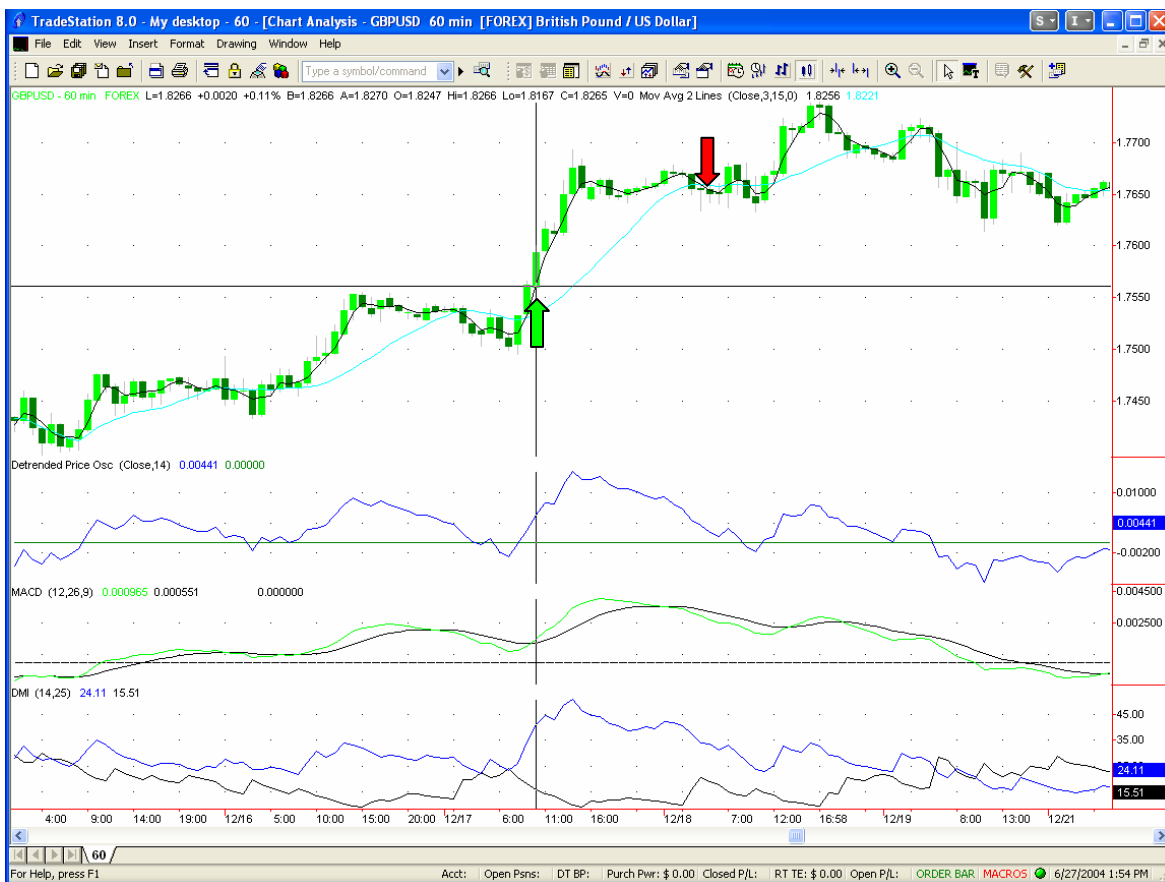 TradeStation 8.0 - My desktop - 60 - [Chart Analysis - GBPUSD 60 min [FOREX] British Pound / US Dollar]
S I
File Edit View Insert Format Drawing Window Help
Type a symbol/command
GBPUSD - 60 min FOREX L=1.8266 +0.0020 +0.11% B=1.8266 A=1.8270 O=1.8247 Hi=1.8266 Lo=1.8167 C=1.8265 V=0 Mov Avg 2 Lines (Close,3,15,0) 1.8256 1.8221
1.7700
1.7650
1.7600
1.7550
1.7500
1.7450
Detrended Price Osc (Close,14) 0.00441 0.00000
0.01000
0.00441
-0.00200
MACD (12,26,9) 0.000965 0.000551 0.000000
0.004500
0.002500
DMI (14,25) 24.11 15.51
45.00
35.00
24.11
15.51
4:00 9:00 14:00 19:00 12/16 5:00 10:00 15:00 20:00 12/17 6:00 11:00 16:00 12/18 7:00 12:00 16:58 12/19 8:00 13:00 12/21
60
For Help, press F1 Acct: Open Psns: DT BP: Purch Pwr: $ 0.00 Closed P/L: RT TE: $ 0.00 Open P/L: ORDER BAR MACROS 6/27/2004 1:54 PM